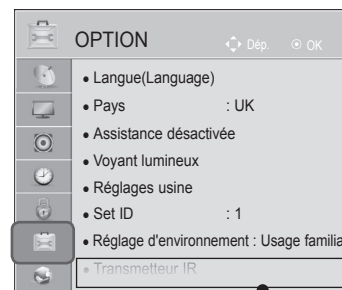 OPTION Dép. OK
• Langue(Language)
• Pays : UK
• Assistance désactivée
• Voyant lumineux
• Réglages usine
• Set ID : 1
• Réglage d'environnement : Usage familia
• Transmetteur IR